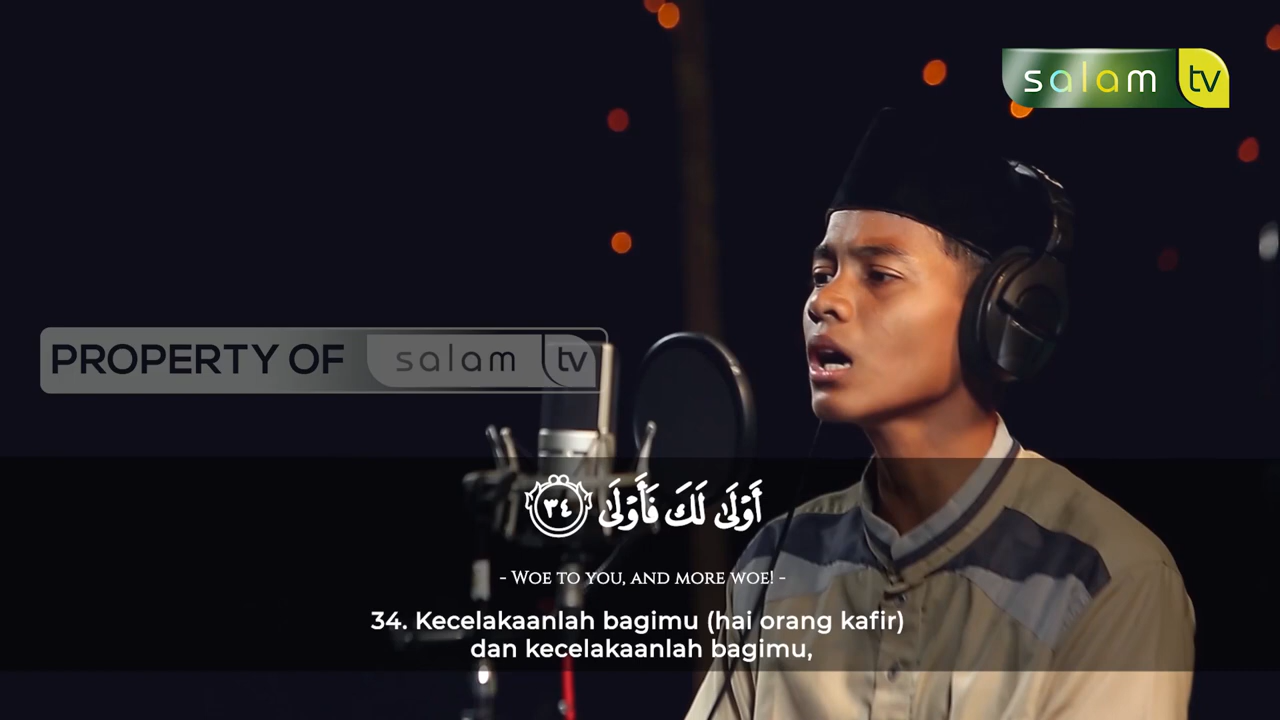 salam tv
PROPERTY OF salam tv
أَوْلَىٰ لَكَ فَأَوْلَىٰ ٣٤
- WOE TO YOU, AND MORE WOE! -
34. Kecelakaanlah bagimu (hai orang kafir)
dan kecelakaanlah bagimu,